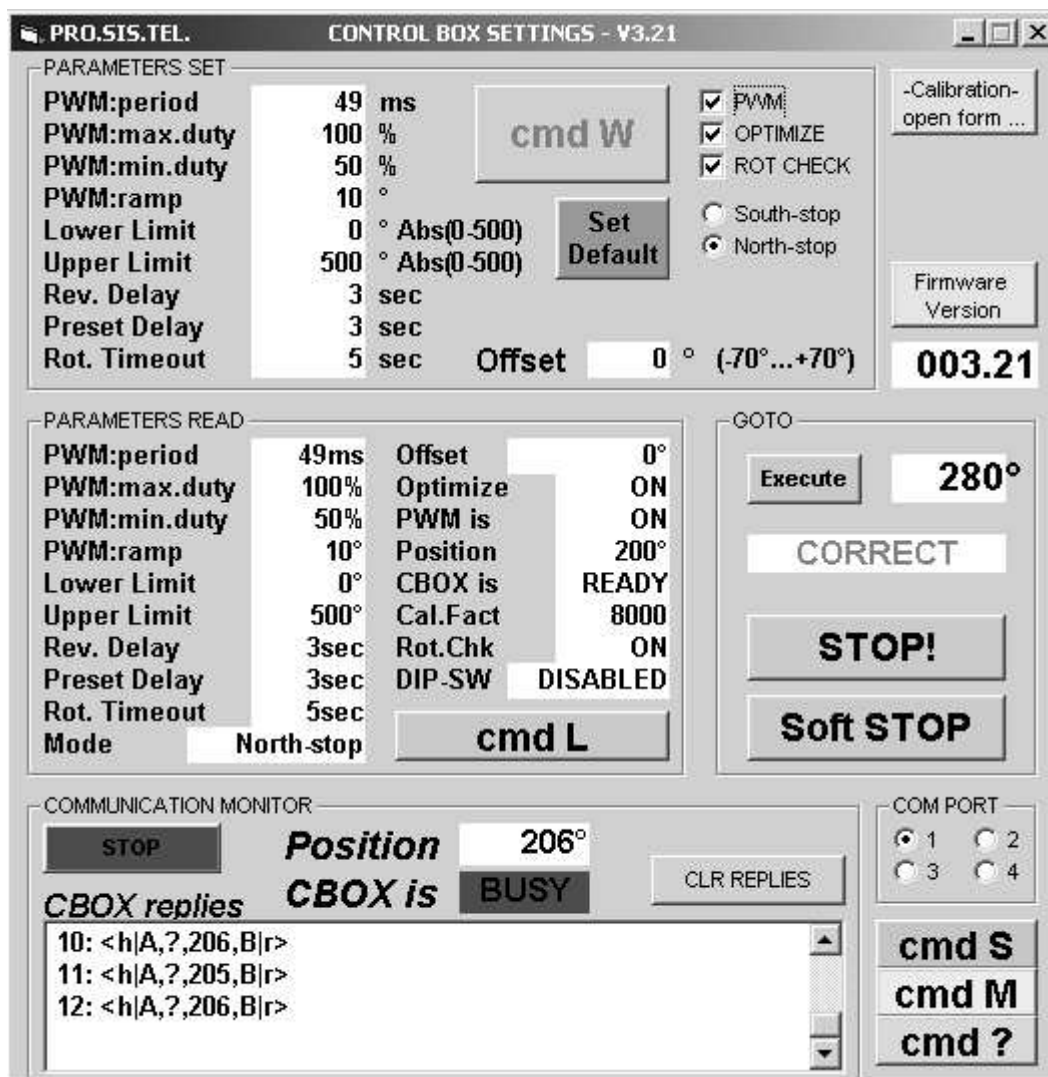 PRO.SIS.TEL. CONTROL BOX SETTINGS - V3.21
PARAMETERS SET
PWM:period 49 ms
PWM:max.duty 100 %
PWM:min.duty 50 %
PWM:ramp 10 °
Lower Limit 0 ° Abs(0-500)
Upper Limit 500 ° Abs(0-500)
Rev. Delay 3 sec
Preset Delay 3 sec
Rot. Timeout 5 sec
cmd W
Set
Default
Offset 0 ° (-70°...+70°)
PWM
OPTIMIZE
ROT CHECK
South-stop
North-stop
-Calibration-
open form ...
Firmware
Version
003.21
PARAMETERS READ
PWM:period 49ms
PWM:max.duty 100%
PWM:min.duty 50%
PWM:ramp 10°
Lower Limit 0°
Upper Limit 500°
Rev. Delay 3sec
Preset Delay 3sec
Rot. Timeout 5sec
Mode North-stop
Offset 0°
Optimize ON
PWM is ON
Position 200°
CBOX is READY
Cal.Fact 8000
Rot.Chk ON
DIP-SW DISABLED
cmd L
GOTO
Execute 280°
CORRECT
STOP!
Soft STOP
COMMUNICATION MONITOR
STOP
Position 206°
CBOX is BUSY
CLR REPLIES
CBOX replies
10: <h|A,?,206,B|r>
11: <h|A,?,205,B|r>
12: <h|A,?,206,B|r>
COM PORT
1 2
3 4
cmd S
cmd M
cmd ?